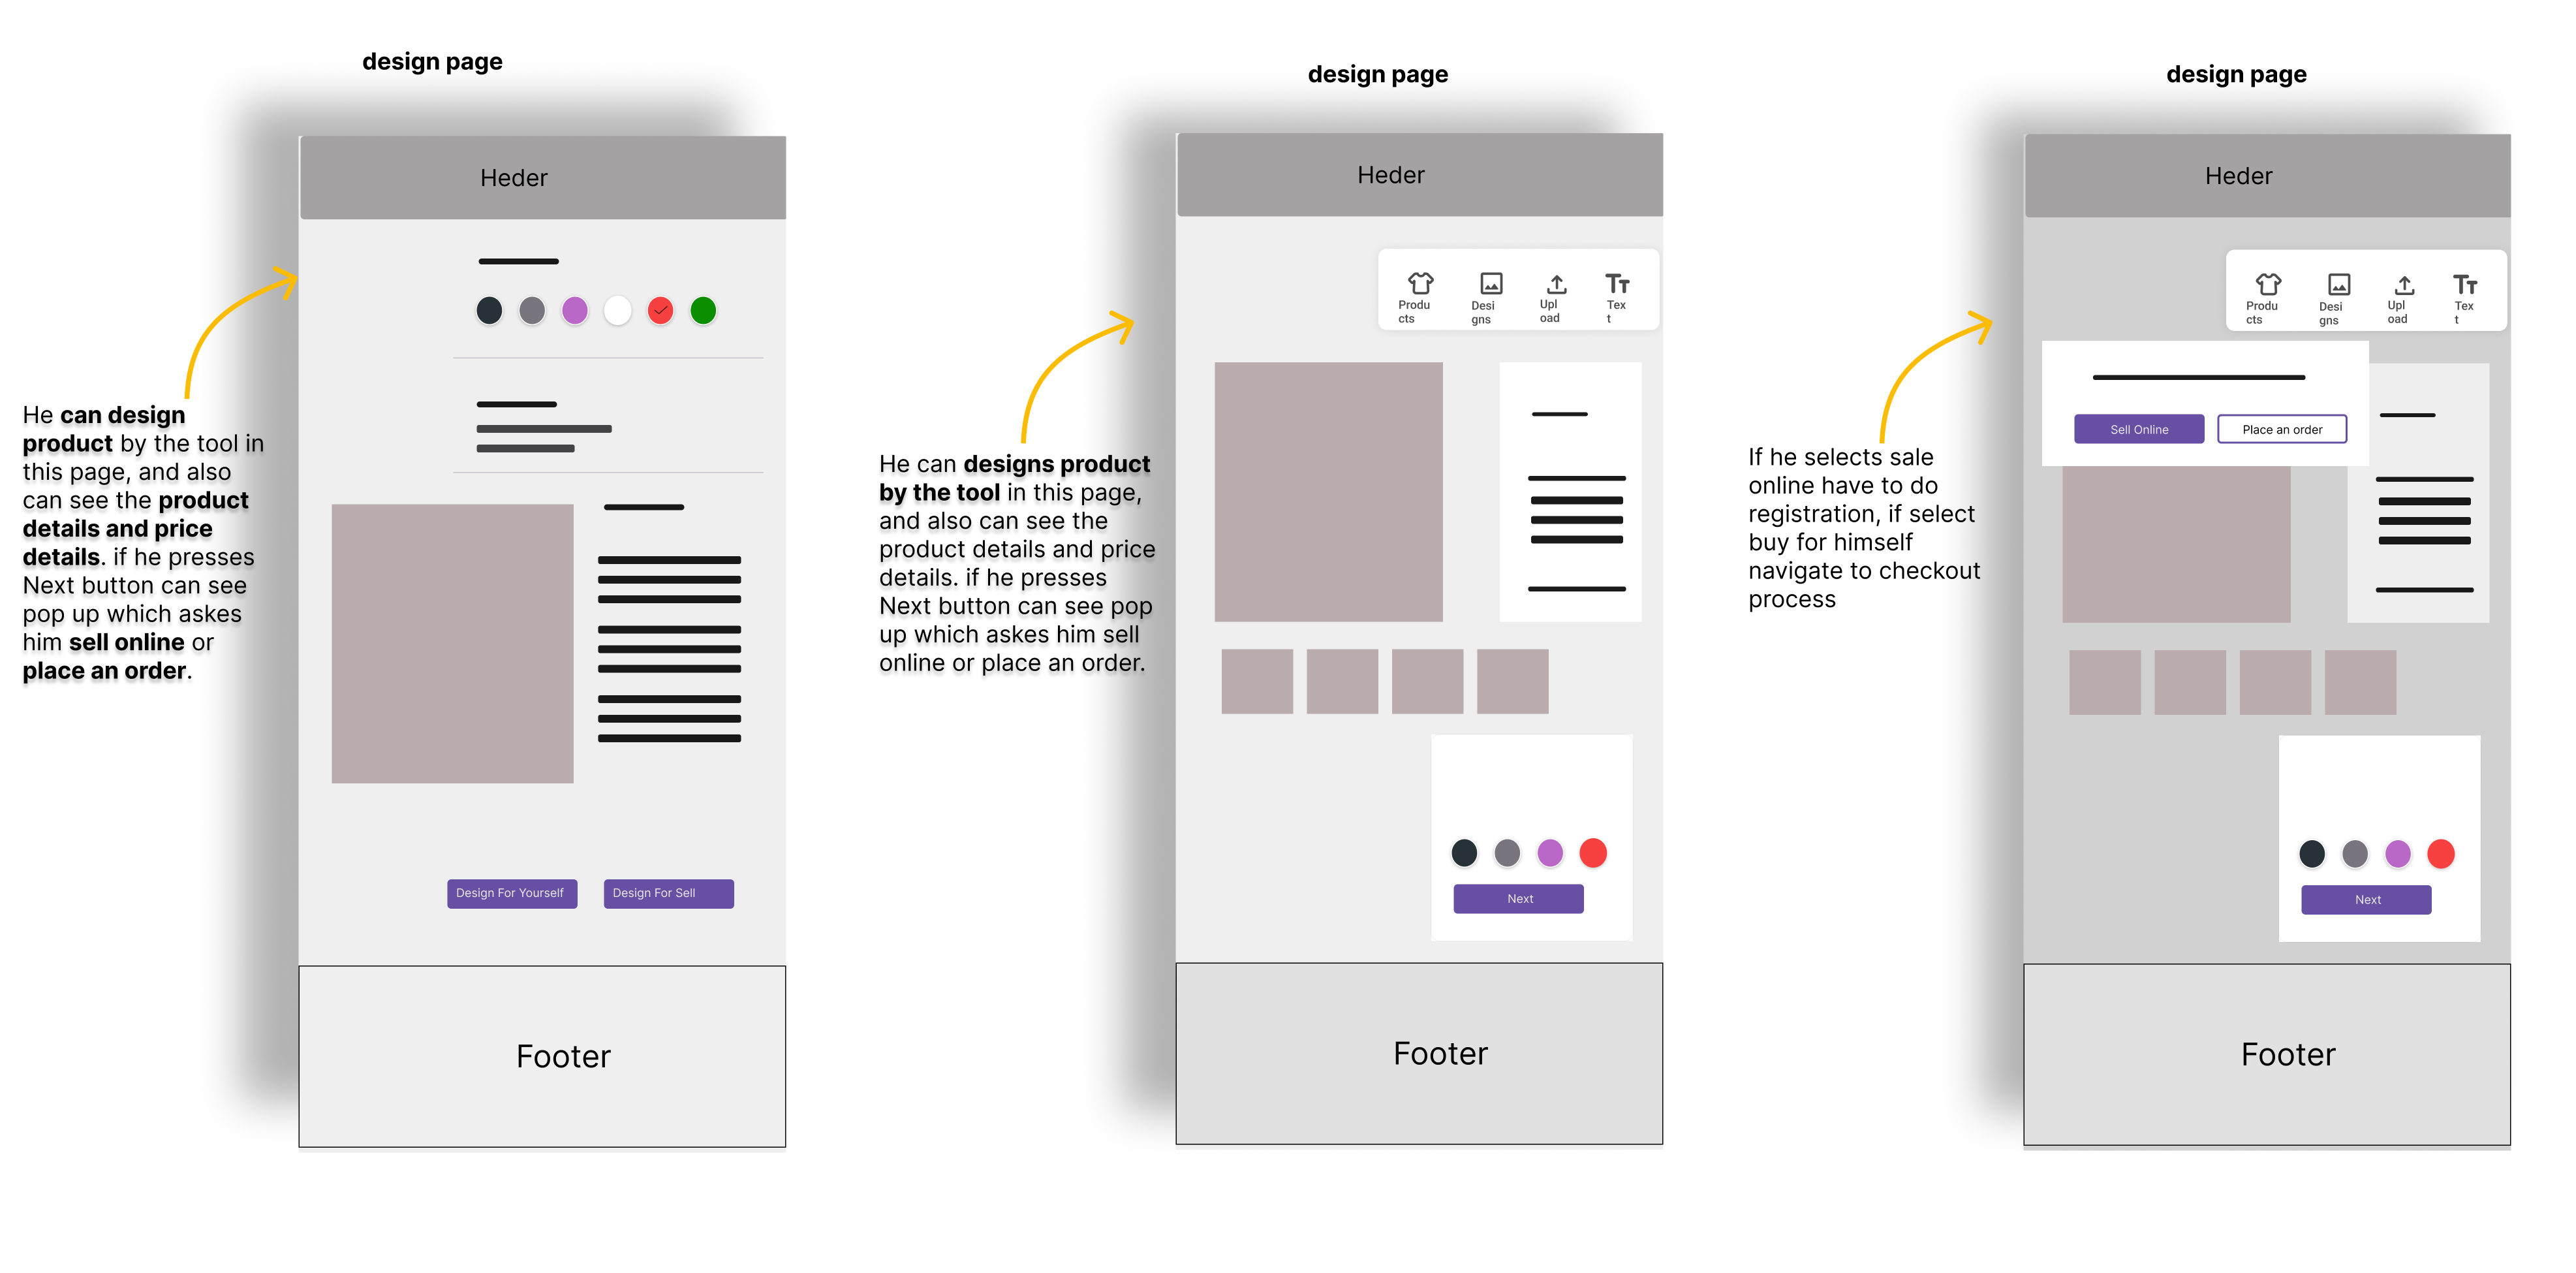 design page
Heder
He can design
product by the tool in
this page, and also
can see the product
details and price
details. if he presses
Next button can see
pop up which askes
him sell online or
place an order.
Design For Yourself
Design For Sell
Footer
design page
Heder
Produ
cts
Desi
gns
Upl
oad
Tex
t
He can designs product
by the tool in this page,
and also can see the
product details and price
details. if he presses
Next button can see pop
up which askes him sell
online or place an order.
Next
Footer
design page
Heder
Produ
cts
Desi
gns
Upl
oad
Tex
t
Sell Online
Place an order
If he selects sale
online have to do
registration, if select
buy for himself
navigate to checkout
process
Next
Footer